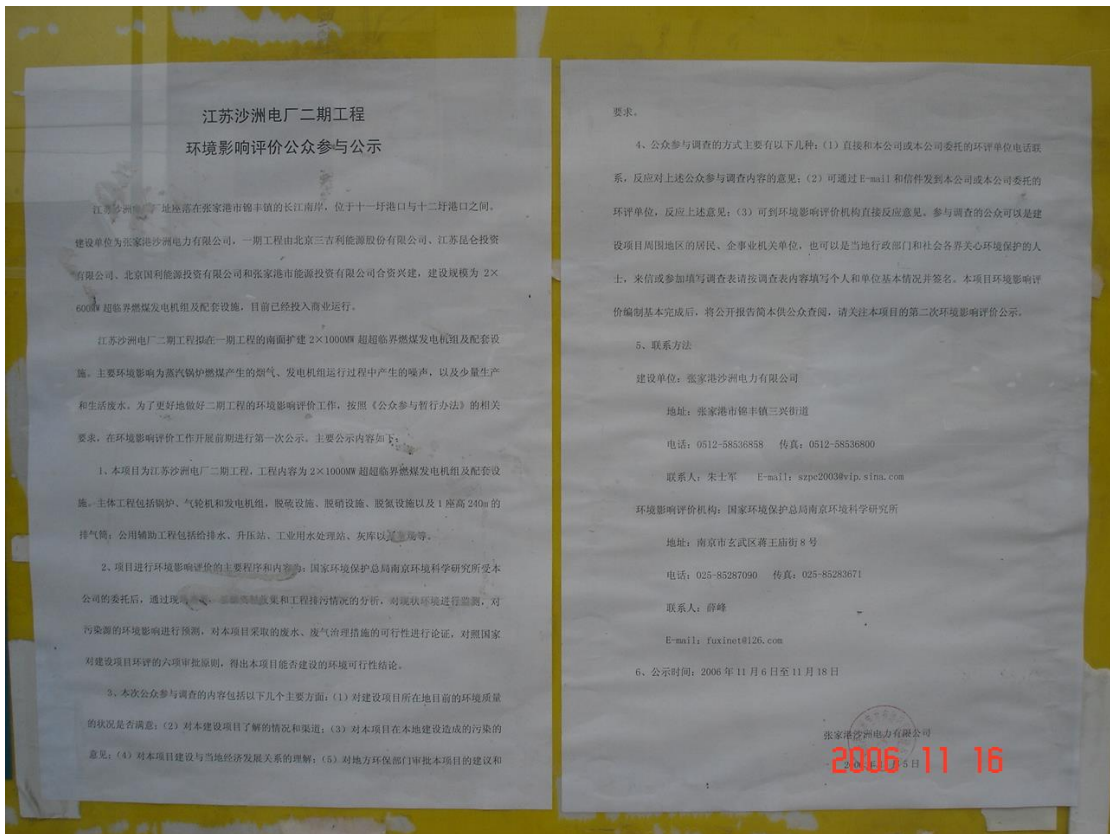 江苏沙洲电厂二期工程
环境影响评价公众参与公示
址座落在张家港市锦丰镇的长江南岸，位于十一圩港口与十二圩港口之间。
建设单位为张家港沙洲电力有限公司，一期工程由北京三吉利能源股份有限公司、江苏昆仑投资
有限公司、北京国利能源投资有限公司和张家港市能源投资有限公司合资兴建，建设规模为 2×
600MW 超临界燃煤发电机组及配套设施，目前已经投入商业运行。
江苏沙洲电厂二期工程拟在一期工程的南面扩建 2×1000MW 超超临界燃煤发电机组及配套设
施。主要环境影响为蒸汽锅炉燃煤产生的烟气、发电机组运行过程中产生的噪声，以及少量生产
和生活废水。为了更好地做好二期工程的环境影响评价工作，按照《公众参与暂行办法》的相关
要求，在环境影响评价工作开展前期进行第一次公示。主要公示内容如下：
1、本项目为江苏沙洲电厂二期工程，工程内容为 2×1000MW 超超临界燃煤发电机组及配套设
施。主体工程包括锅炉、气轮机和发电机组，脱硫设施、脱硝设施、脱氮设施以及 1 座高 240m 的
排气筒；公用辅助工程包括给排水、升压站、工业用水处理站、灰库以及等。
2、项目进行环境影响评价的主要程序和内容为：国家环境保护总局南京环境科学研究所受本
公司的委托后，通过现集和工程排污情况的分析，对现状环境进行监测，对
污染源的环境影响进行预测，对本项目采取的废水、废气治理措施的可行性进行论证，对照国家
对建设项目环评的六项审批原则，得出本项目能否建设的环境可行性结论。
3、本次公众参与调查的内容包括以下几个主要方面：（1）对建设项目所在地目前的环境质量
的状况是否满意；（2）对本建设项目了解的情况和渠道；（3）对本项目在本地建设造成的污染的
意见；（4）对本项目建设与当地经济发展关系的理解；（5）对地方环保部门审批本项目的建议和
要求。
4、公众参与调查的方式主要有以下几种：（1）直接和本公司或本公司委托的环评单位电话联
系，反应对上述公众参与调查内容的意见；（2）可通过 E-mail 和信件发到本公司或本公司委托的
环评单位，反应上述意见；（3）可到环境影响评价机构直接反应意见。参与调查的公众可以是建
设项目周围地区的居民、企事业机关单位，也可以是当地行政部门和社会各界关心环境保护的人
士，来信或参加填写调查表请按调查表内容填写个人和单位基本情况并签名。本项目环境影响评
价编制基本完成后，将公开报告简本供公众查阅，请关注本项目的第二次环境影响评价公示。
5、联系方法
建设单位：张家港沙洲电力有限公司
地址：张家港市锦丰镇三兴街道
电话：0512-58536858 传真：0512-58536800
联系人：朱士军 E-mail：szpc2003@vip.sina.com
环境影响评价机构：国家环境保护总局南京环境科学研究所
地址：南京市玄武区蒋王庙街 8 号
电话：025-85287090 传真：025-85283671
联系人：薛峰
E-mail：fuxinet@126.com
6、公示时间：2006 年 11 月 6 日至 11 月 18 日
张家港沙洲电力有限公司
2006 年 11 月 5 日
2006 11 16